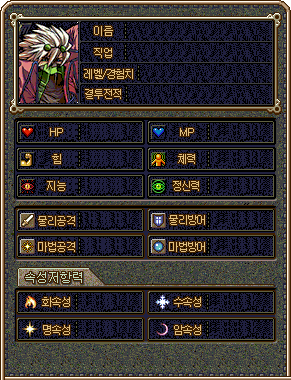 이름
직업
레벨/경험치
결투전적
HP MP
힘 체력
지능 정신력
물리공격 물리방어
마법공격 마법방어
속성저항력
화속성 수속성
명속성 암속성